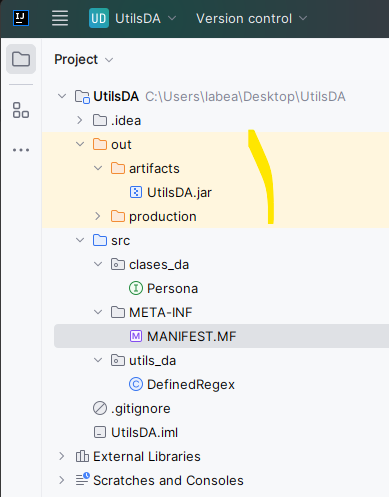 IJ
UD UtilsDA Version control
Project
UtilsDA C:\Users\labea\Desktop\UtilsDA
.idea
out
artifacts
UtilsDA.jar
production
src
clases_da
I Persona
META-INF
M MANIFEST.MF
utils_da
C DefinedRegex
.gitignore
UtilsDA.iml
External Libraries
Scratches and Consoles